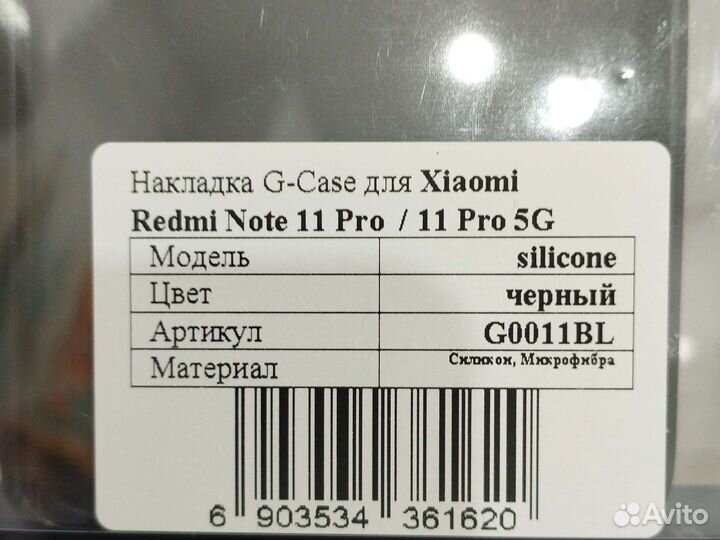 Накладка G-Case для Xiaomi
Redmi Note 11 Pro / 11 Pro 5G
Модель silicone
Цвет черный
Артикул G0011BL
Материал Силикон, Микрофибра
6 903534 361620
Avito